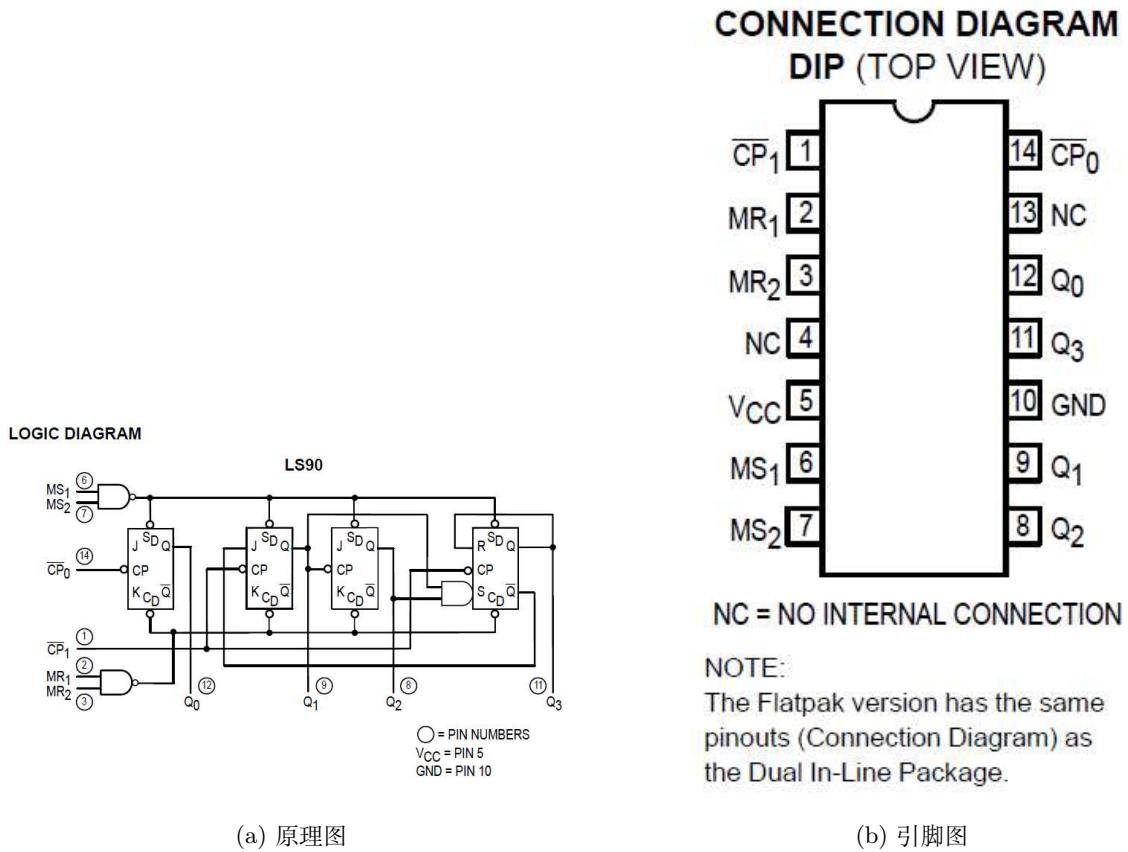 LOGIC DIAGRAM
LS90
MS1
MS2
6
7
J
SD
Q
CP
K
CD
Q̅
J
SD
Q
CP
K
CD
Q̅
J
SD
Q
CP
K
CD
Q̅
R
SD
Q
CP
S
CD
Q̅
C̅P̅0
14
C̅P̅1
1
MR1
MR2
2
3
Q0
12
Q1
9
Q2
8
Q3
11
= PIN NUMBERS
VCC = PIN 5
GND = PIN 10
(a) 原理图
CONNECTION DIAGRAM
DIP (TOP VIEW)
C̅P̅1 1 14 C̅P̅0
MR1 2 13 NC
MR2 3 12 Q0
NC 4 11 Q3
VCC 5 10 GND
MS1 6 9 Q1
MS2 7 8 Q2
NC = NO INTERNAL CONNECTION
NOTE:
The Flatpak version has the same
pinouts (Connection Diagram) as
the Dual In-Line Package.
(b) 引脚图